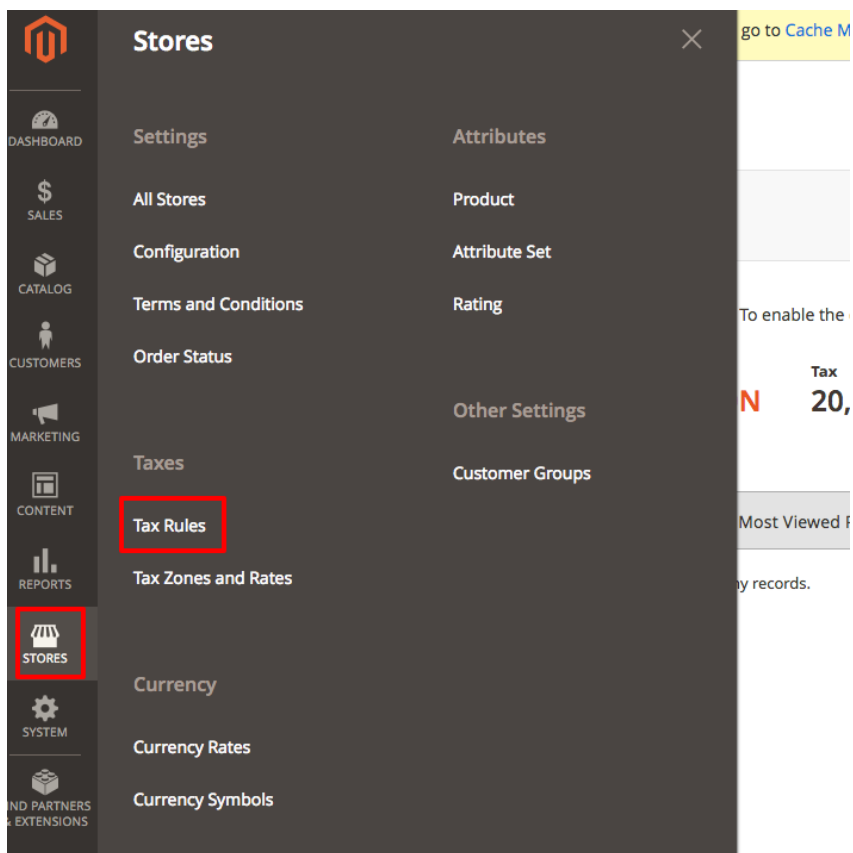 DASHBOARD
SALES
CATALOG
CUSTOMERS
MARKETING
CONTENT
REPORTS
STORES
SYSTEM
PARTNERS
EXTENSIONS
Stores
Settings
All Stores
Configuration
Terms and Conditions
Order Status
Taxes
Tax Rules
Tax Zones and Rates
Currency
Currency Rates
Currency Symbols
Attributes
Product
Attribute Set
Rating
Other Settings
Customer Groups
go to Cache M
To enable the
Tax
N 20,
Most Viewed
y records.